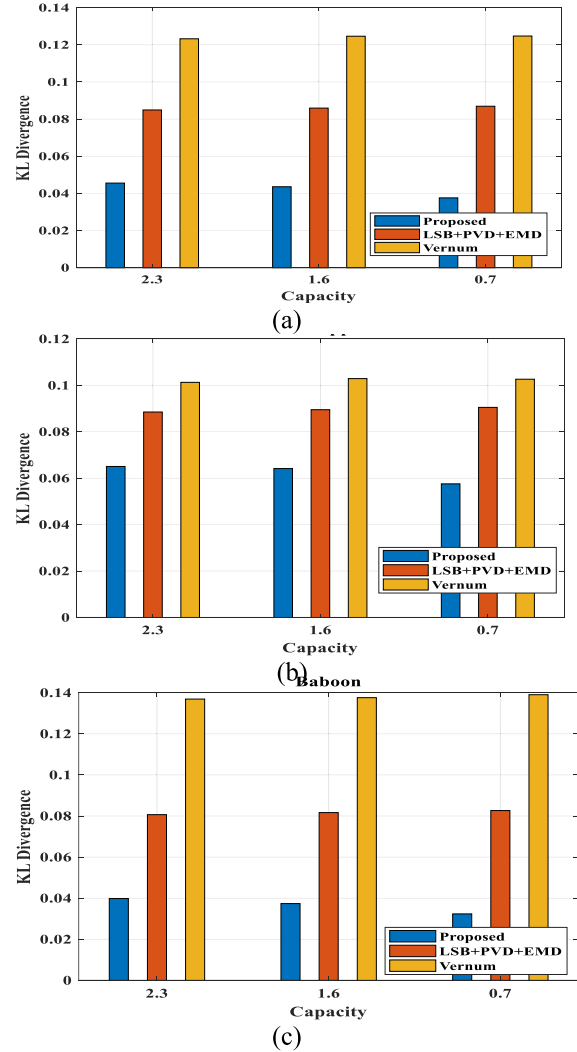 0.14
0.12
0.1
0.08
0.06
0.04
0.02
0
KL Divergence
Proposed
LSB+PVD+EMD
Vernum
2.3 1.6 0.7
Capacity
(a)
0.12
0.1
0.08
0.06
0.04
0.02
0
KL Divergence
Proposed
LSB+PVD+EMD
Vernum
2.3 1.6 0.7
Capacity
(b)
Baboon
0.14
0.12
0.1
0.08
0.06
0.04
0.02
0
KL Divergence
Proposed
LSB+PVD+EMD
Vernum
2.3 1.6 0.7
Capacity
(c)